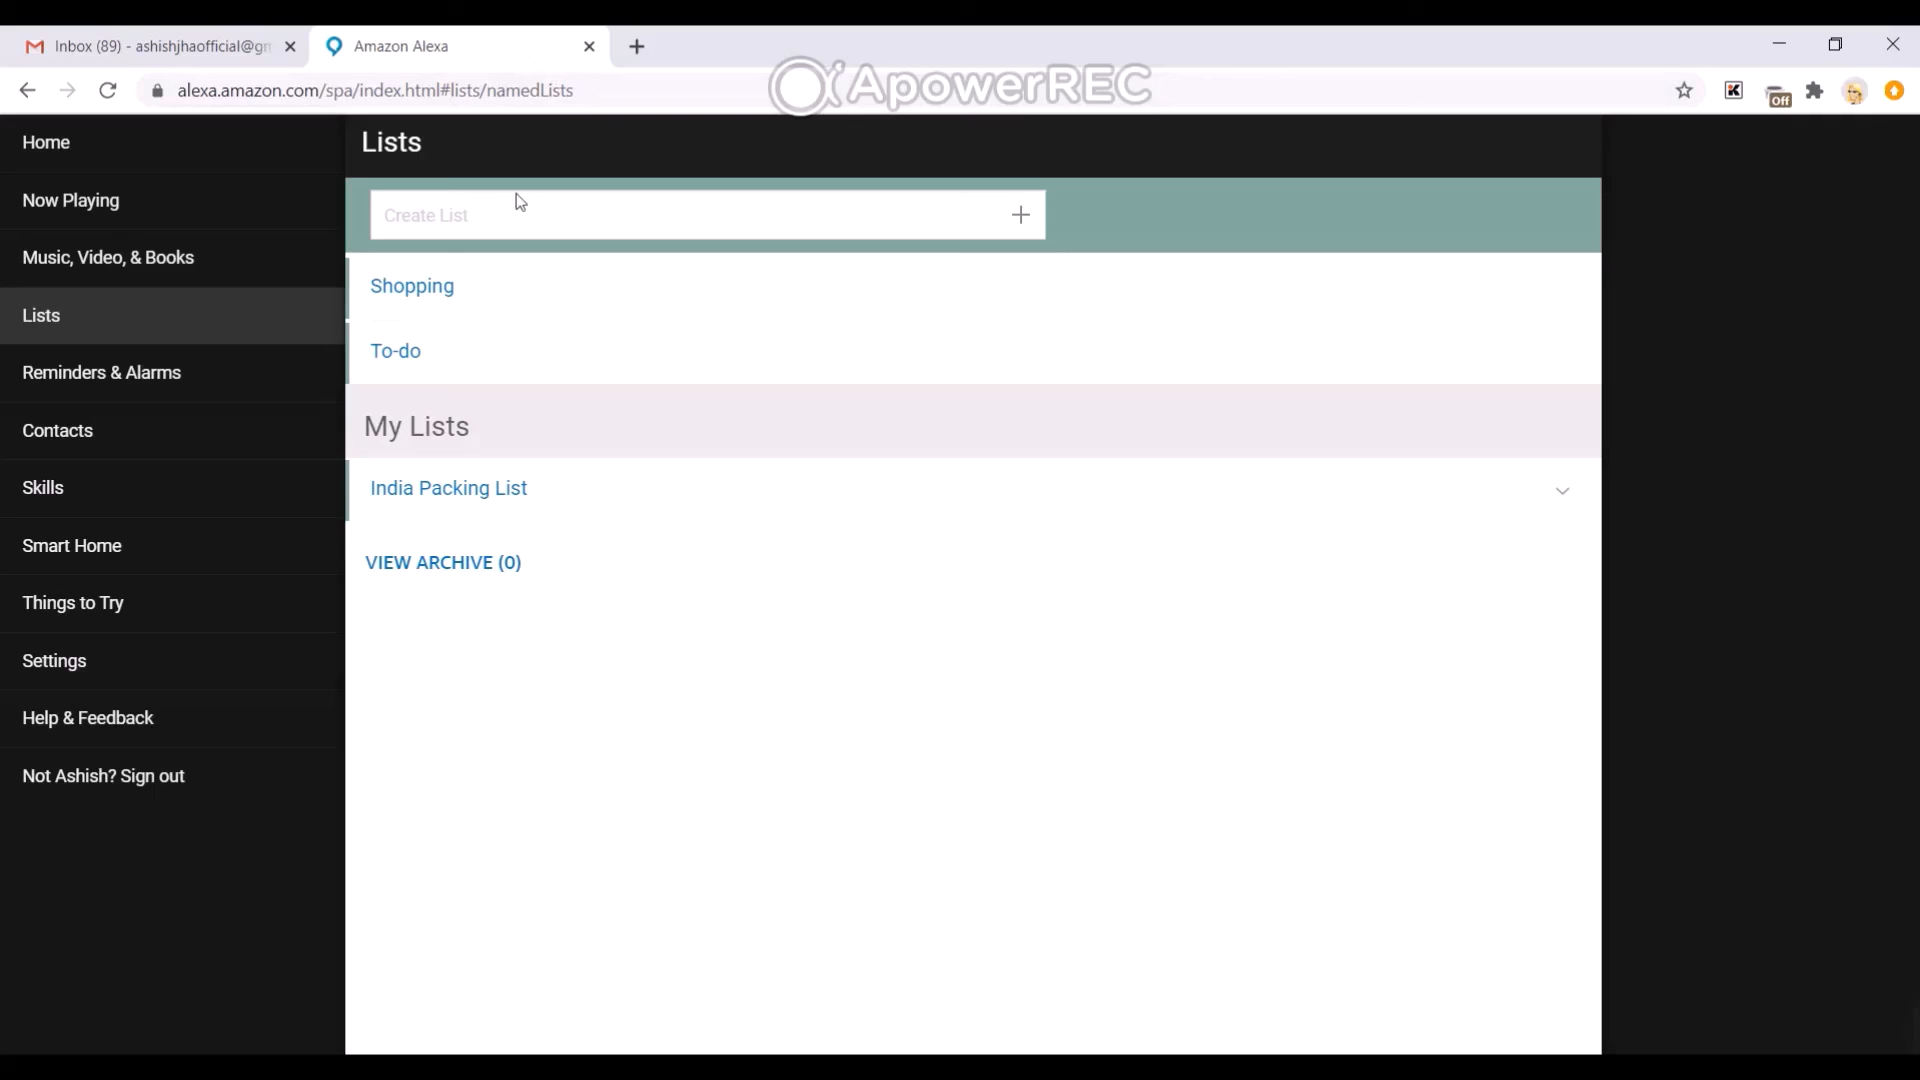 Inbox (89) - ashishjhaofficial@gm
Amazon Alexa
alexa.amazon.com/spa/index.html#lists/namedLists
ApowerREC
Off
Home
Now Playing
Music, Video, & Books
Lists
Reminders & Alarms
Contacts
Skills
Smart Home
Things to Try
Settings
Help & Feedback
Not Ashish? Sign out
Lists
Create List
Shopping
To-do
My Lists
India Packing List
VIEW ARCHIVE (0)